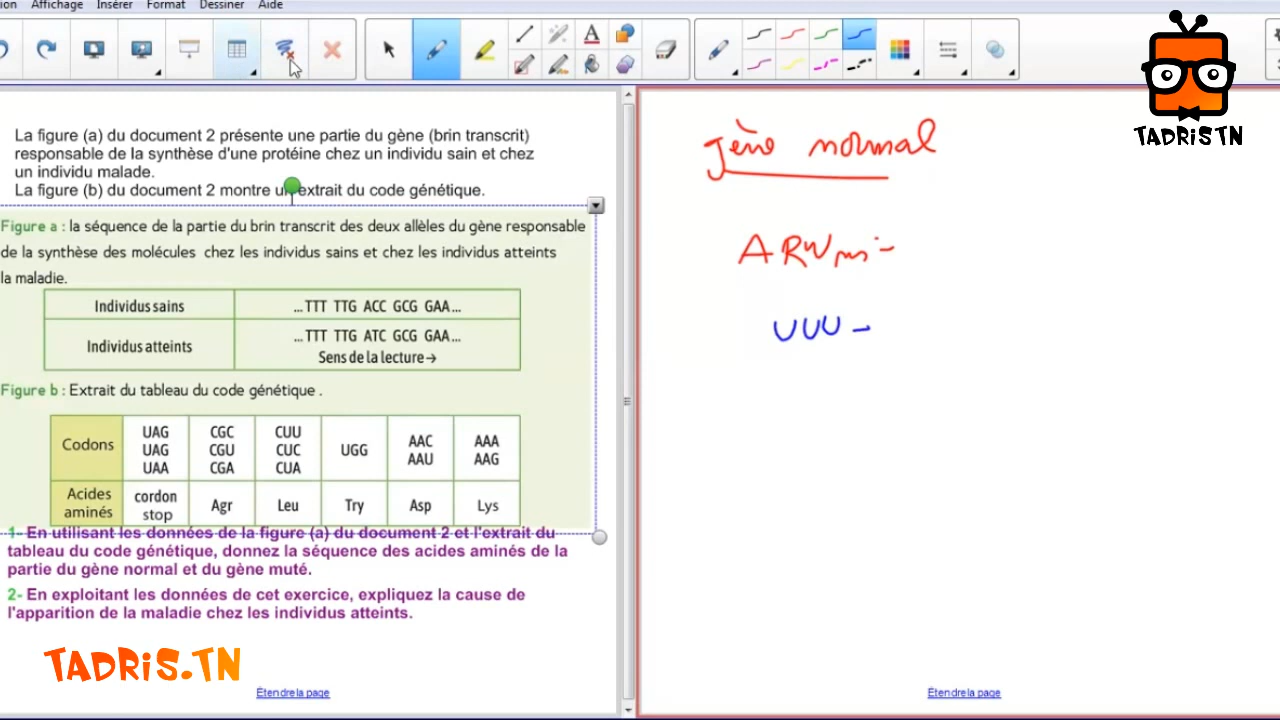 ion Affichage Insérer Format Dessiner Aide
TADRISTN
La figure (a) du document 2 présente une partie du gène (brin transcrit)
responsable de la synthèse d'une protéine chez un individu sain et chez
un individu malade.
La figure (b) du document 2 montre un extrait du code génétique.
Figure a : la séquence de la partie du brin transcrit des deux allèles du gène responsable
de la synthèse des molécules chez les individus sains et chez les individus atteints
la maladie.
Individus sains ...TTT TTG ACC GCG GAA...
Individus atteints ...TTT TTG ATC GCG GAA...
Sens de la lecture→
Figure b : Extrait du tableau du code génétique .
Codons
UAG CGC CUU UGG AAC AAA
UAG CGU CUC AAU AAG
UAA CGA CUA
Acides aminés cordon stop Agr Leu Try Asp Lys
1- En utilisant les données de la figure (a) du document 2 et l'extrait du
tableau du code génétique, donnez la séquence des acides aminés de la
partie du gène normal et du gène muté.
2- En exploitant les données de cet exercice, expliquez la cause de
l'apparition de la maladie chez les individus atteints.
TADRIS.TN
Étendre la page
gène normal
ARNm :-
UUU -
Étendre la page